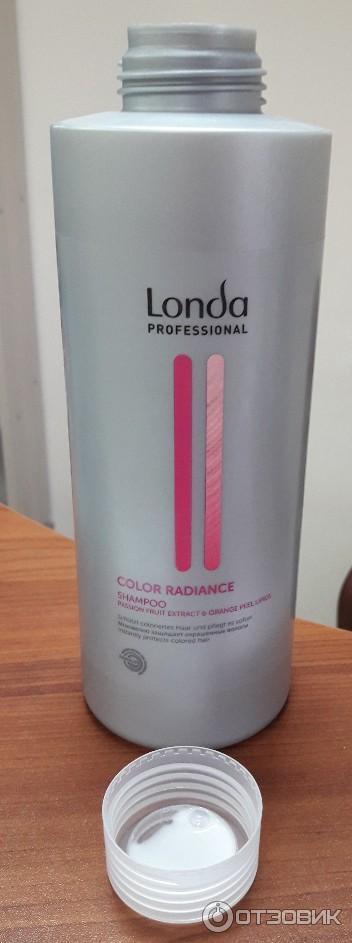 Londa
PROFESSIONAL
COLOR RADIANCE
SHAMPOO
PASSION FRUIT EXTRACT & ORANGE PEEL LIPIDS
Schützt coloriertes Haar und pflegt es sofort
Мгновенно защищает окрашенные волосы
Instantly protects colored hair
ОТЗОВИК